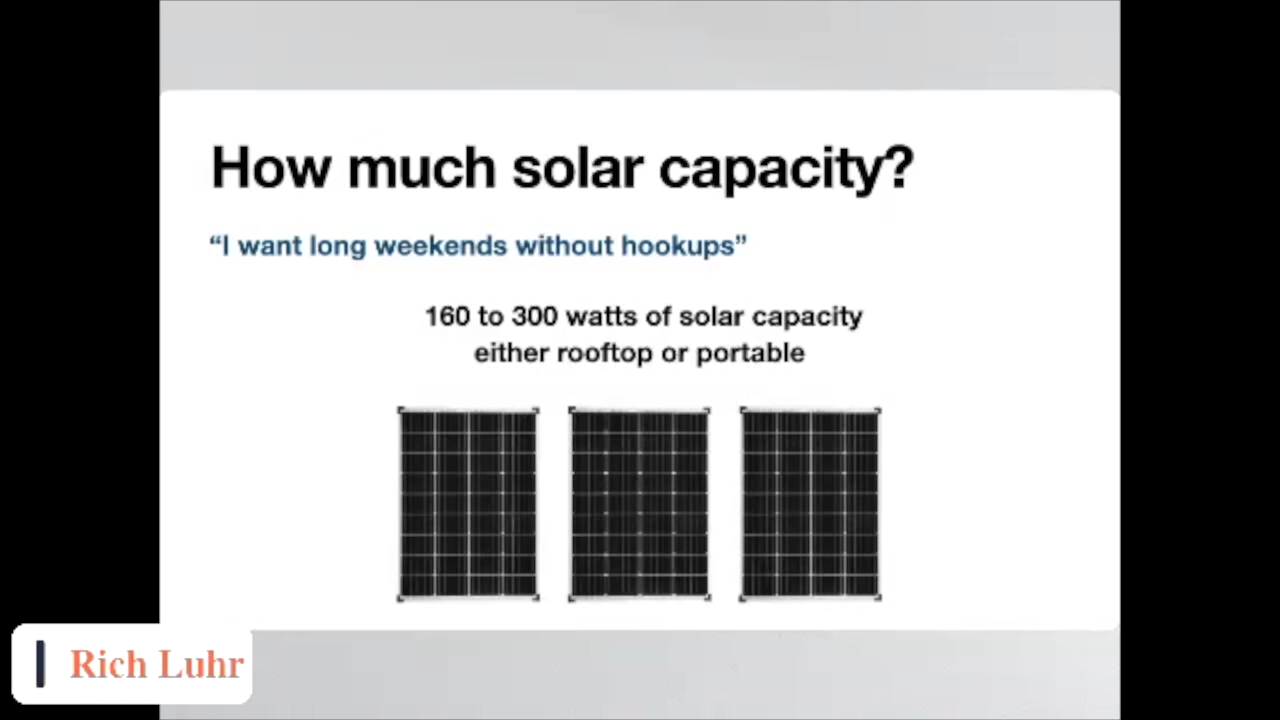 How much solar capacity?
“I want long weekends without hookups”
160 to 300 watts of solar capacity
either rooftop or portable
Rich Luhr